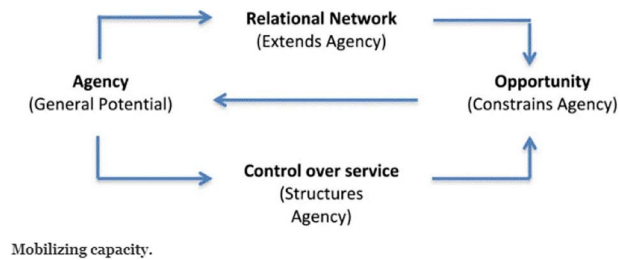 Relational Network
(Extends Agency)
Agency
(General Potential)
Opportunity
(Constrains Agency)
Control over service
(Structures
Agency)
Mobilizing capacity.